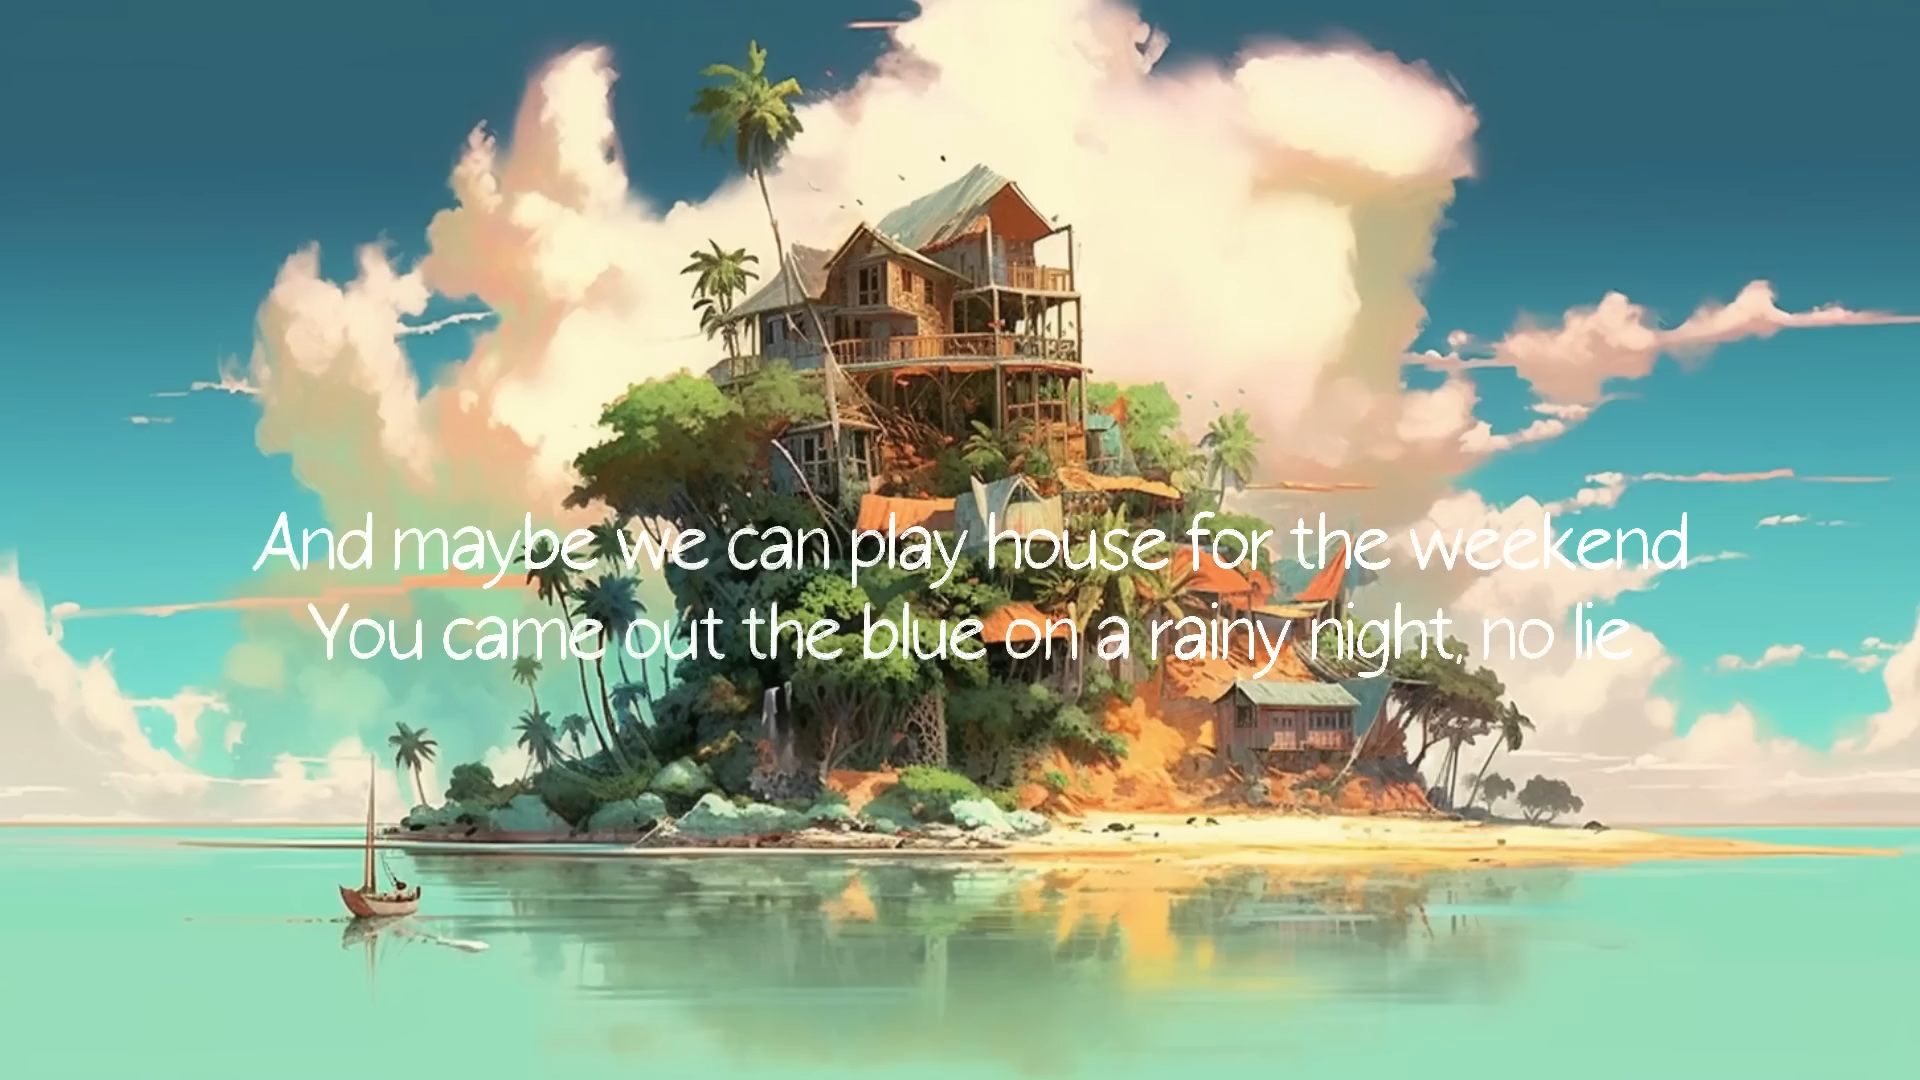 And maybe we can play house for the weekend
You came out the blue on a rainy night, no lie